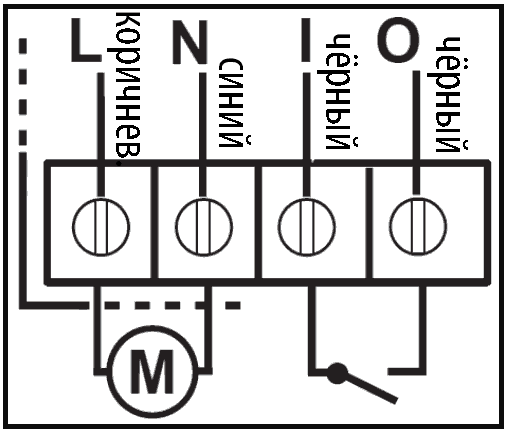 L N I O
коричнев.
синий
чёрный
чёрный
M